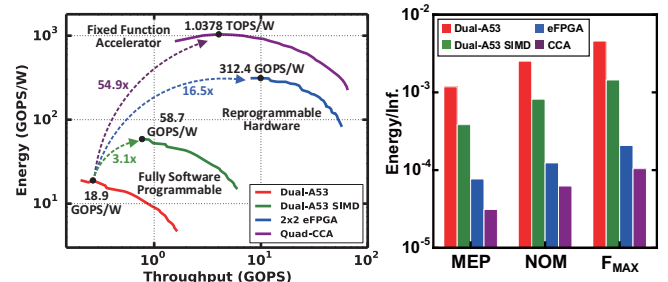 Energy (GOPS/W)
10³
10²
10¹
Fixed Function
Accelerator
1.0378 TOPS/W
54.9x
312.4 GOPS/W
16.5x
Reprogrammable
Hardware
58.7
GOPS/W
3.1x
Fully Software
Programmable
18.9
GOPS/W
Dual-A53
Dual-A53 SIMD
2x2 eFPGA
Quad-CCA
10⁰
10¹
10²
Throughput (GOPS)
Energy/Inf.
10⁻³
10⁻⁴
10⁻⁵
Dual-A53
eFPGA
Dual-A53 SIMD
CCA
MEP
NOM
F_MAX